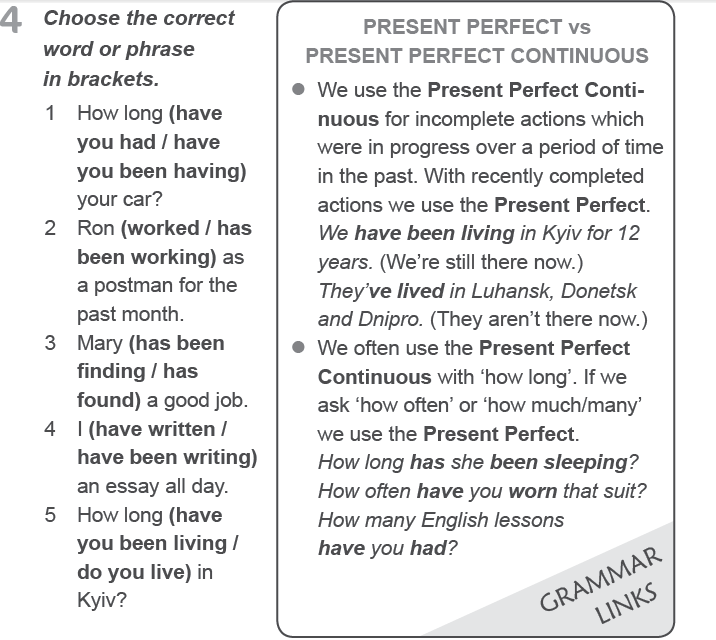 4 Choose the correct
word or phrase
in brackets.
1 How long (have
you had / have
you been having)
your car?
2 Ron (worked / has
been working) as
a postman for the
past month.
3 Mary (has been
finding / has
found) a good job.
4 I (have written /
have been writing)
an essay all day.
5 How long (have
you been living /
do you live) in
Kyiv?
PRESENT PERFECT vs
PRESENT PERFECT CONTINUOUS
● We use the Present Perfect Conti-
nuous for incomplete actions which
were in progress over a period of time
in the past. With recently completed
actions we use the Present Perfect.
We have been living in Kyiv for 12
years. (We’re still there now.)
They’ve lived in Luhansk, Donetsk
and Dnipro. (They aren’t there now.)
● We often use the Present Perfect
Continuous with ‘how long’. If we
ask ‘how often’ or ‘how much/many’
we use the Present Perfect.
How long has she been sleeping?
How often have you worn that suit?
How many English lessons
have you had?
GRAMMAR
LINKS